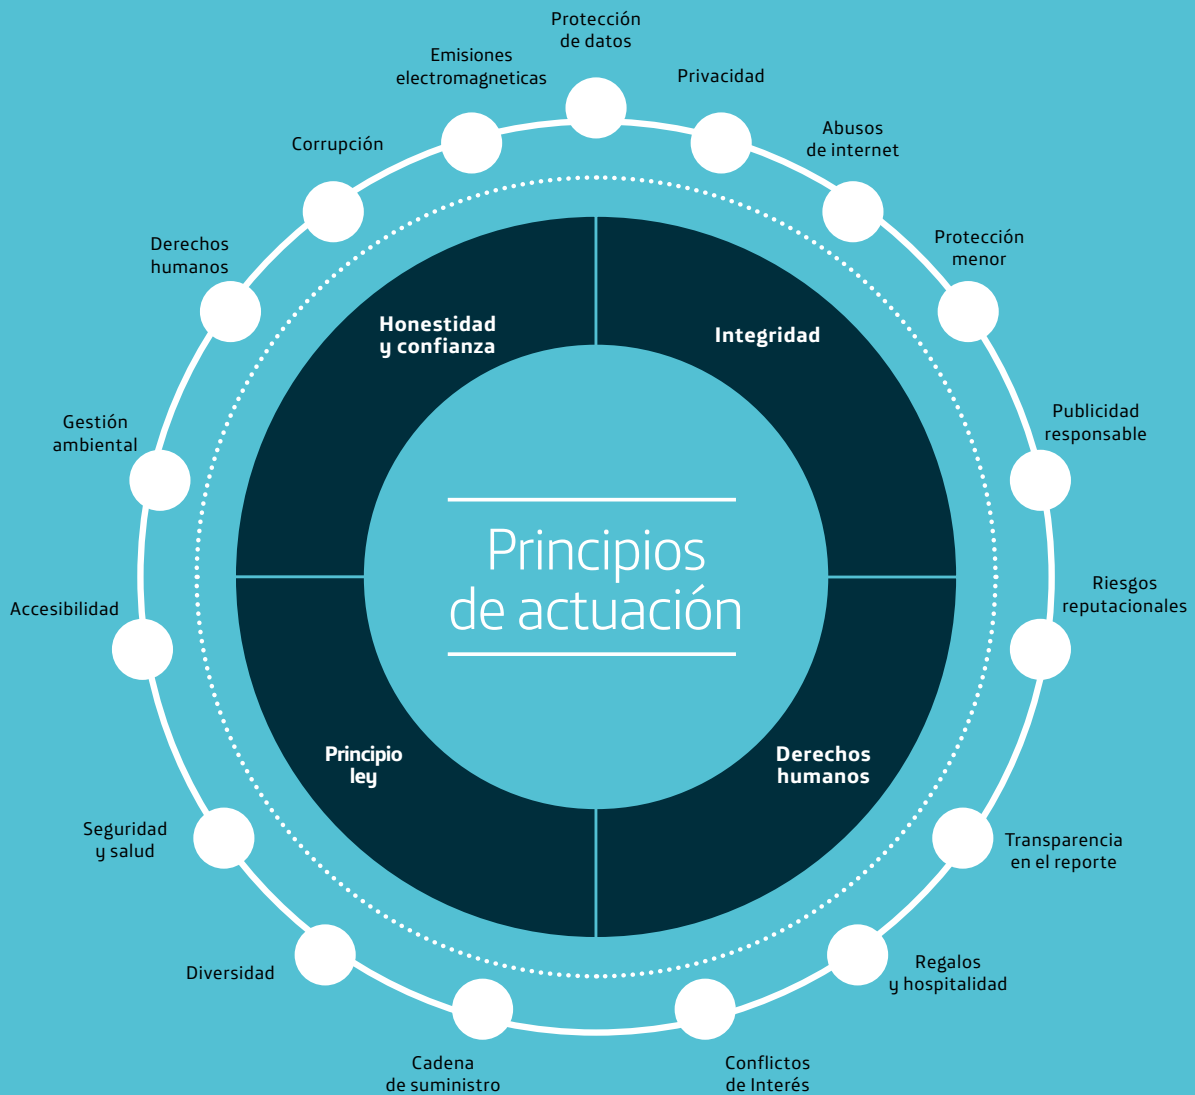 Protección
de datos
Emisiones
electromagneticas
Privacidad
Abusos
de internet
Corrupción
Protección
menor
Derechos
humanos
Honestidad
y confianza
Integridad
Publicidad
responsable
Gestión
ambiental
Principios
de actuación
Riesgos
reputacionales
Accesibilidad
Principio
ley
Derechos
humanos
Seguridad
y salud
Transparencia
en el reporte
Regalos
y hospitalidad
Diversidad
Cadena
de suministro
Conflictos
de Interés